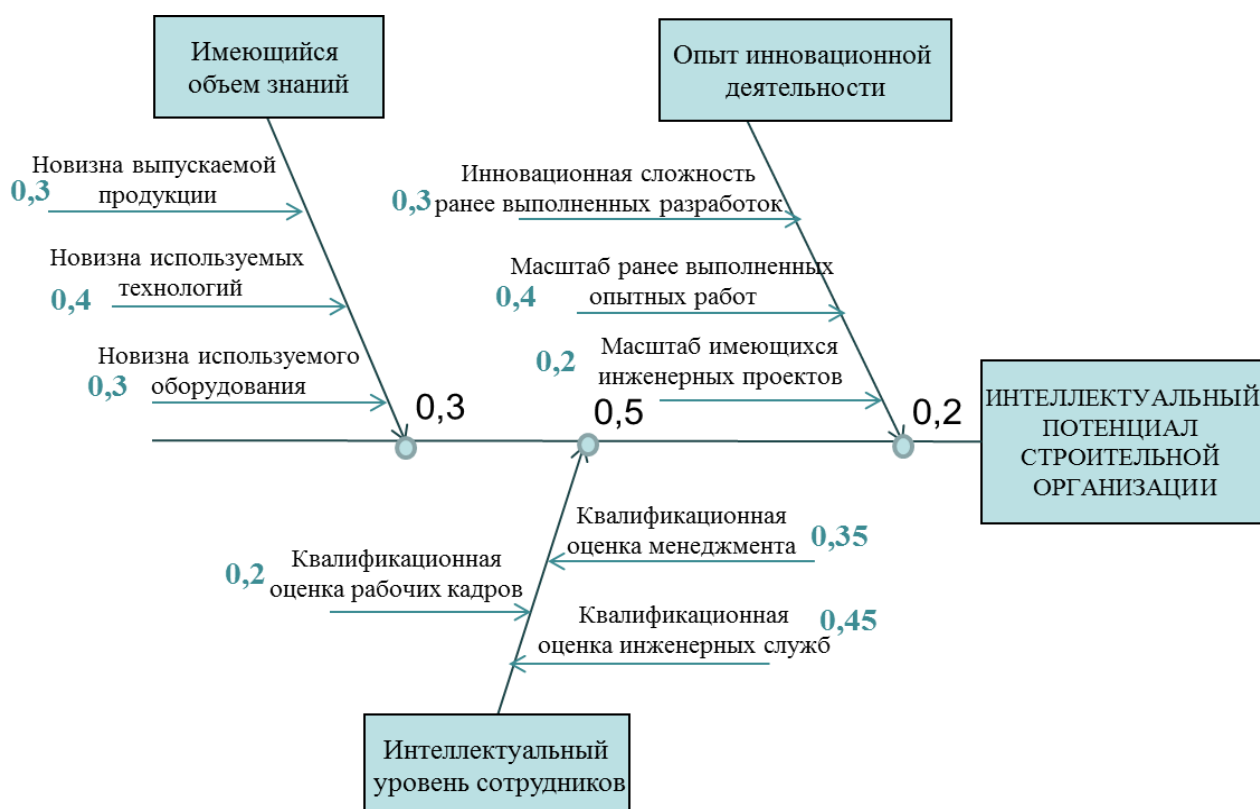 Имеющийся
объем знаний
Опыт инновационной
деятельности
Новизна выпускаемой
0,3 продукции
Новизна используемых
0,4 технологий
Новизна используемого
0,3 оборудования
Инновационная сложность
0,3 ранее выполненных разработок
Масштаб ранее выполненных
0,4 опытных работ
Масштаб имеющихся
0,2 инженерных проектов
0,3
0,5
0,2
ИНТЕЛЛЕКТУАЛЬНЫЙ
ПОТЕНЦИАЛ
СТРОИТЕЛЬНОЙ
ОРГАНИЗАЦИИ
Квалификационная
оценка менеджмента 0,35
Квалификационная
0,2 оценка рабочих кадров
Квалификационная
оценка инженерных служб 0,45
Интеллектуальный
уровень сотрудников